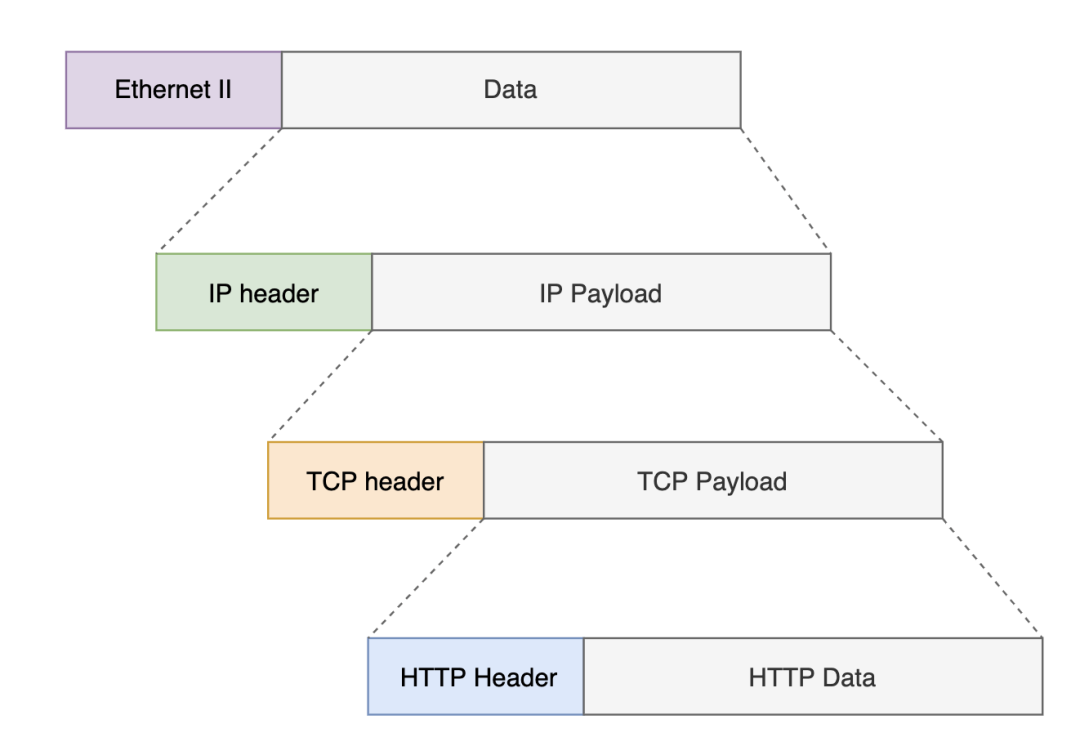 Ethernet II
Data
IP header
IP Payload
TCP header
TCP Payload
HTTP Header
HTTP Data